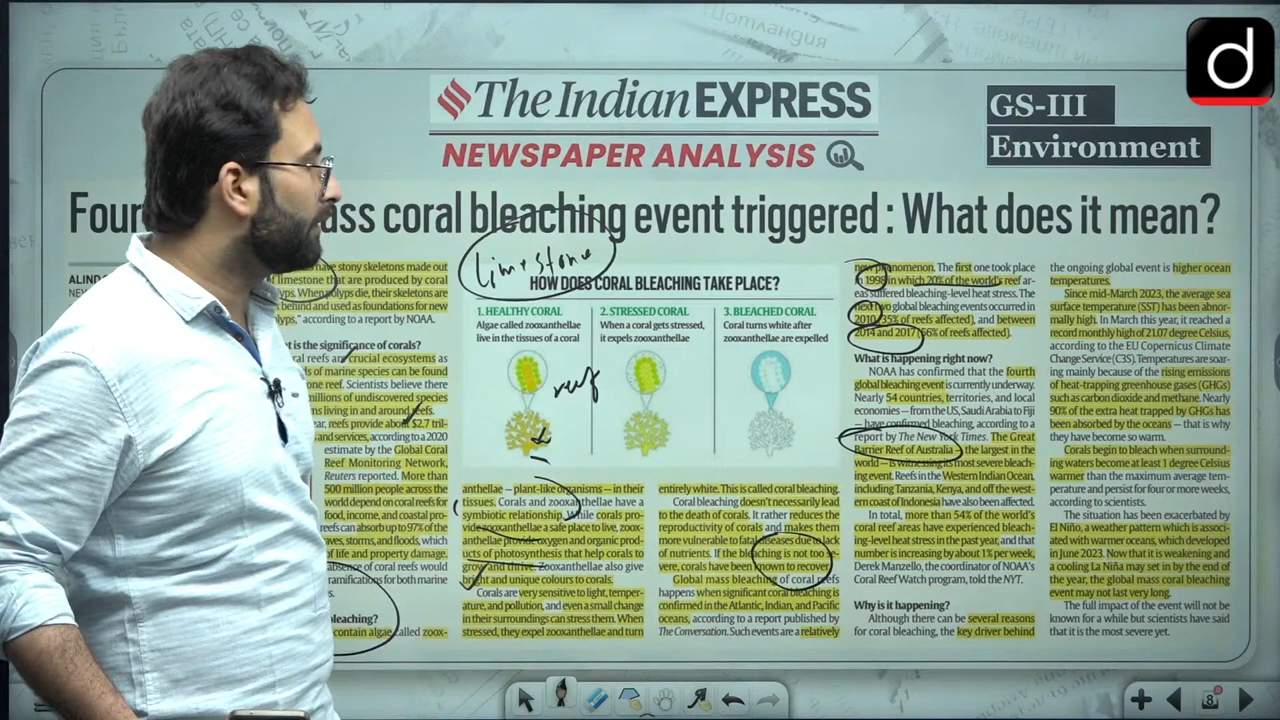 The Indian EXPRESS
NEWSPAPER ANALYSIS
GS-III
Environment
d
Four ass coral bleaching event triggered : What does it mean?
have stony skeletons made out
f limestone that are produced by coral
yps. When polyps die, their skeletons are
behind and used as foundations for new
lyps," according to a report by NOAA.
t is the significance of corals?
al reefs are crucial ecosystems as
ds of marine species can be found
ne reef. Scientists believe there
millions of undiscovered species
ms living in and around reefs.
ear, reefs provide about $2.7 tril-
and services, according to a 2020
estimate by the Global Coral
Reef Monitoring Network,
Reuters reported. More than
500 million people across the
world depend on coral reefs for
food, income, and coastal pro-
reefs can absorb up to 97% of the
aves, storms, and floods, which
of life and property damage.
absence of coral reefs would
ramifications for both marine
s.
bleaching?
contain algae called zoox-
limestone
HOW DOES CORAL BLEACHING TAKE PLACE?
1. HEALTHY CORAL
Algae called zooxanthellae
live in the tissues of a coral
2. STRESSED CORAL
When a coral gets stressed,
it expels zooxanthellae
3. BLEACHED CORAL
Coral turns white after
zooxanthellae are expelled
reef
anthellae — plant-like organisms — in their
tissues. Corals and zooxanthellae have a
symbiotic relationship. While corals pro-
vide zooxanthellae a safe place to live, zoox-
anthellae provide oxygen and organic prod-
ucts of photosynthesis that help corals to
grow and thrive. Zooxanthellae also give
bright and unique colours to corals.
Corals are very sensitive to light, temper-
ature, and pollution, and even a small change
in their surroundings can stress them. When
stressed, they expel zooxanthellae and turn
entirely white. This is called coral bleaching.
Coral bleaching doesn't necessarily lead
to the death of corals. It rather reduces the
reproductivity of corals and makes them
more vulnerable to fatal diseases due to lack
of nutrients. If the bleaching is not too se-
vere, corals have been known to recover.
Global mass bleaching of coral reefs
happens when significant coral bleaching is
confirmed in the Atlantic, Indian, and Pacific
oceans, according to a report published by
The Conversation. Such events are a relatively
new phenomenon. The first one took place
in 1998 in which 20% of the world's reef ar-
eas suffered bleaching-level heat stress. The
next two global bleaching events occurred in
2010 (35% of reefs affected), and between
2014 and 2017 (56% of reefs affected).
What is happening right now?
NOAA has confirmed that the fourth
global bleaching event is currently underway.
Nearly 54 countries, territories, and local
economies — from the US, Saudi Arabia to Fiji
— have confirmed bleaching, according to a
report by The New York Times. The Great
Barrier Reef of Australia, the largest in the
world — is witnessing its most severe bleach-
ing event. Reefs in the Western Indian Ocean,
including Tanzania, Kenya, and off the west-
ern coast of Indonesia have also been affected.
In total, more than 54% of the world's
coral reef areas have experienced bleach-
ing-level heat stress in the past year, and that
number is increasing by about 1% per week,
Derek Manzello, the coordinator of NOAA's
Coral Reef Watch program, told the NYT.
Why is it happening?
Although there can be several reasons
for coral bleaching, the key driver behind
the ongoing global event is higher ocean
temperatures.
Since mid-March 2023, the average sea
surface temperature (SST) has been abnor-
mally high. In March this year, it reached a
record monthly high of 21.07 degree Celsius,
according to the EU Copernicus Climate
Change Service (C3S). Temperatures are soar-
ing mainly because of the rising emissions
of heat-trapping greenhouse gases (GHGs)
such as carbon dioxide and methane. Nearly
90% of the extra heat trapped by GHGs has
been absorbed by the oceans — that is why
they have become so warm.
Corals begin to bleach when surround-
ing waters become at least 1 degree Celsius
warmer than the maximum average tem-
perature and persist for four or more weeks,
according to scientists.
The situation has been exacerbated by
El Niño, a weather pattern which is associ-
ated with warmer oceans, which developed
in June 2023. Now that it is weakening and
a cooling La Niña may set in by the end of
the year, the global mass coral bleaching
event may not last very long.
The full impact of the event will not be
known for a while but scientists have said
that it is the most severe yet.
8